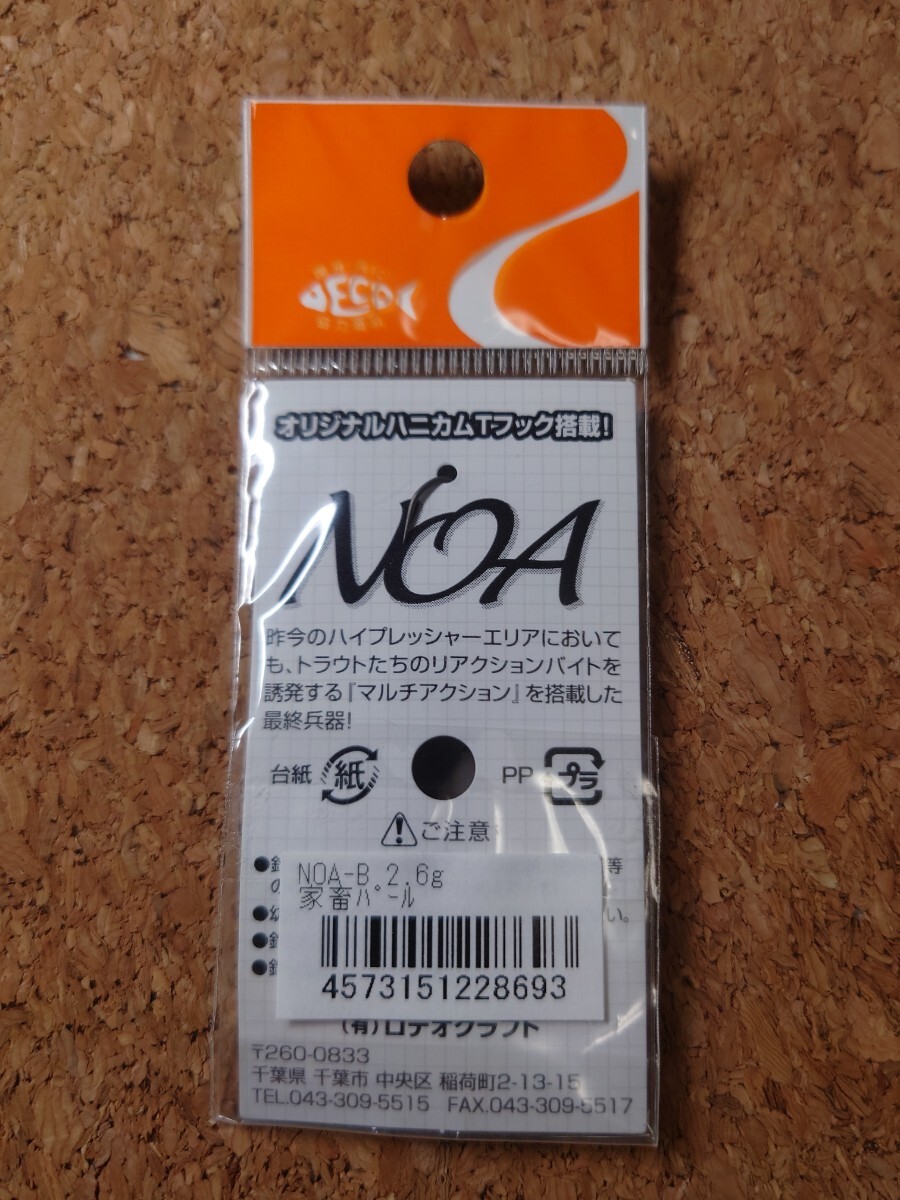 ECO
オリジナルハニカムTフック搭載!
NOA
昨今のハイプレッシャーエリアにおいて
も、トラウトたちのリアクションバイトを
誘発する『マルチアクション』を搭載した
最終兵器!
台紙 紙 PP プラ
ご注意
等
の
い。
NOA-B 2.6g
家畜パール
4573151228693
(有)ロデオクラフト
〒260-0833
千葉県 千葉市 中央区 稲荷町2-13-15
TEL.043-309-5515 FAX.043-309-5517